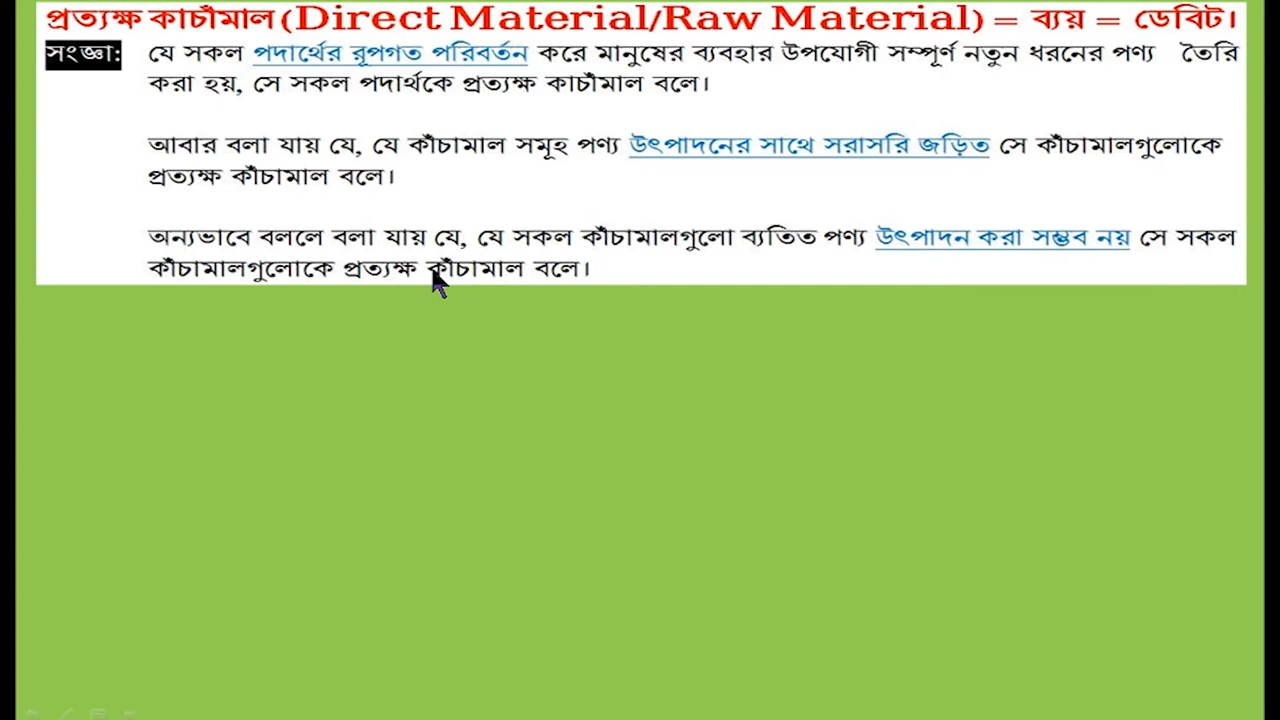 প্রত্যক্ষ কাচাঁমাল(Direct Material/Raw Material) = ব্যয় = ডেবিট।
সংজ্ঞা: যে সকল পদার্থের রূপগত পরিবর্তন করে মানুষের ব্যবহার উপযোগী সম্পূর্ণ নতুন ধরনের পণ্য তৈরি
করা হয়, সে সকল পদার্থকে প্রত্যক্ষ কাচাঁমাল বলে।
আবার বলা যায় যে, যে কাঁচামাল সমূহ পণ্য উৎপাদনের সাথে সরাসরি জড়িত সে কাঁচামালগুলোকে
প্রত্যক্ষ কাঁচামাল বলে।
অন্যভাবে বললে বলা যায় যে, যে সকল কাঁচামালগুলো ব্যতিত পণ্য উৎপাদন করা সম্ভব নয় সে সকল
কাঁচামালগুলোকে প্রত্যক্ষ কাঁচামাল বলে।